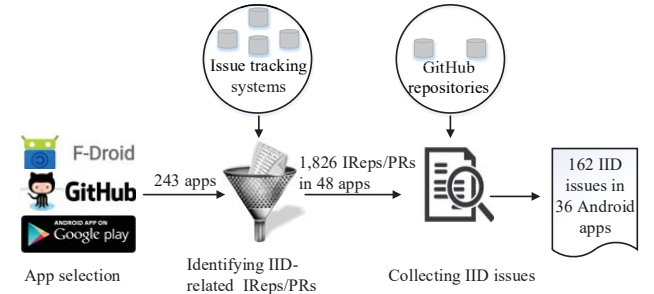 Issue tracking
systems
GitHub
repositories
F-Droid
GitHub
ANDROID APP ON
Google play
243 apps
1,826 IReps/PRs
in 48 apps
162 IID
issues in
36 Android
apps
App selection
Identifying IID-
related IReps/PRs
Collecting IID issues